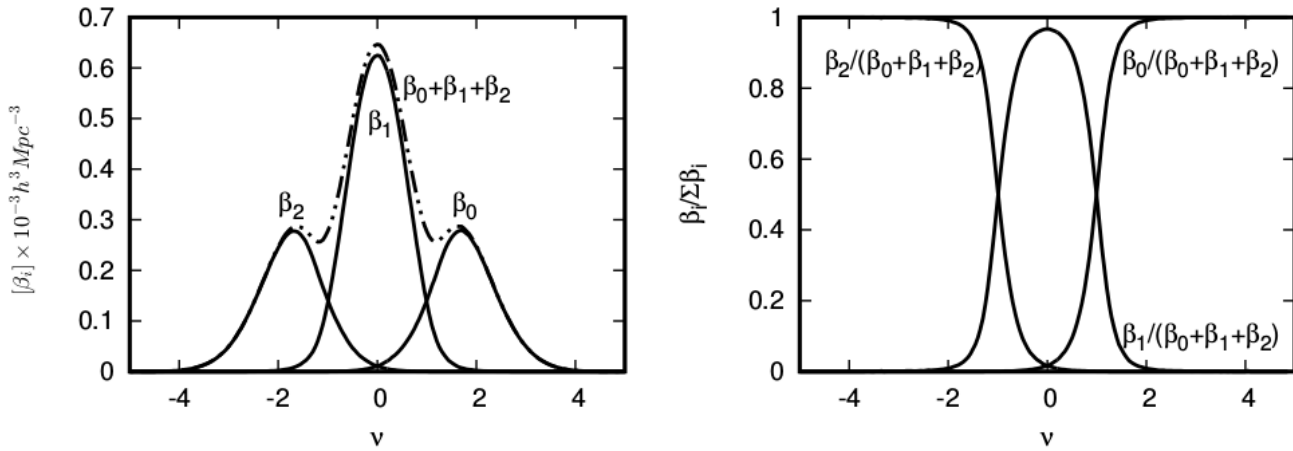 0.7
0.6
0.5
0.4
0.3
0.2
0.1
0
[β_i] × 10^{-3} h^3 Mpc^{-3}
β_0+β_1+β_2
β_1
β_2
β_0
-4 -2 0 2 4
ν
1
0.8
0.6
0.4
0.2
0
β_i/Σβ_i
β_2/(β_0+β_1+β_2)
β_0/(β_0+β_1+β_2)
β_1/(β_0+β_1+β_2)
-4 -2 0 2 4
ν